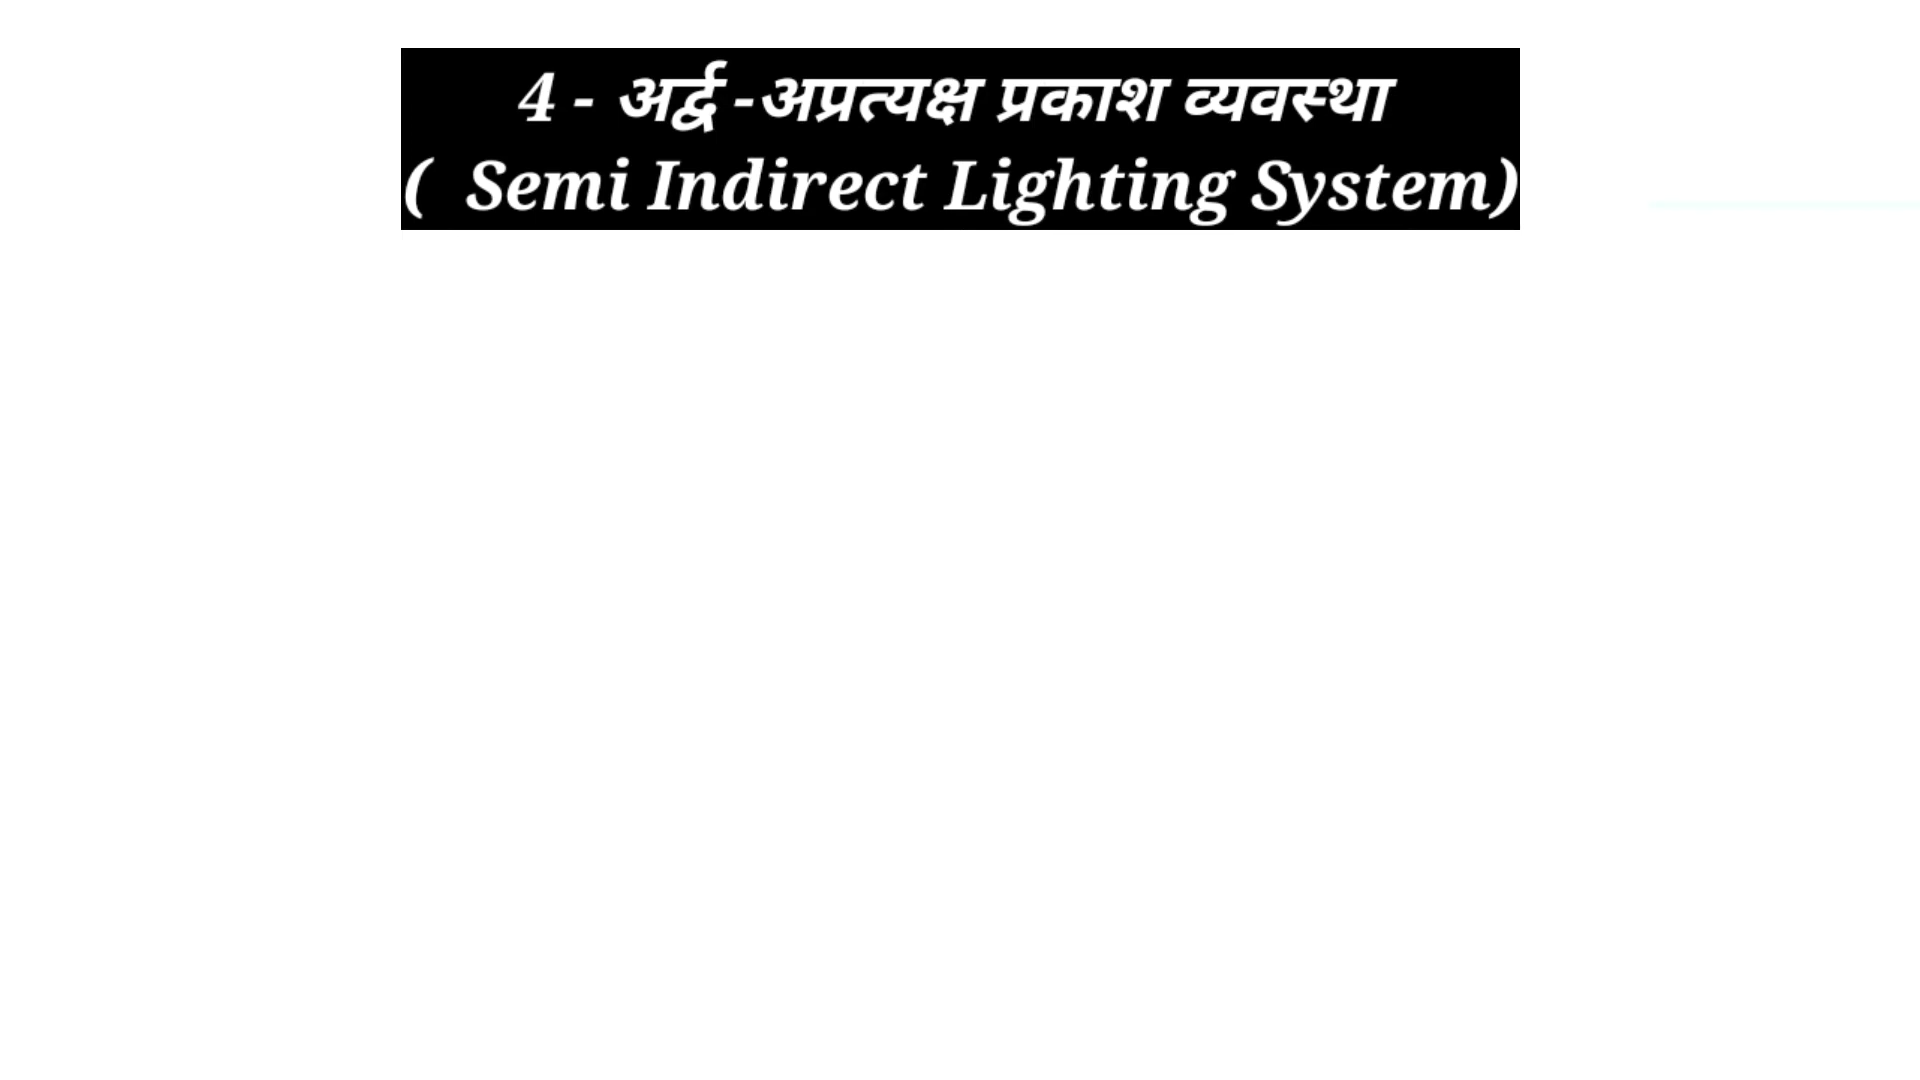 4 - अर्द्व -अप्रत्यक्ष प्रकाश व्यवस्था
( Semi Indirect Lighting System)